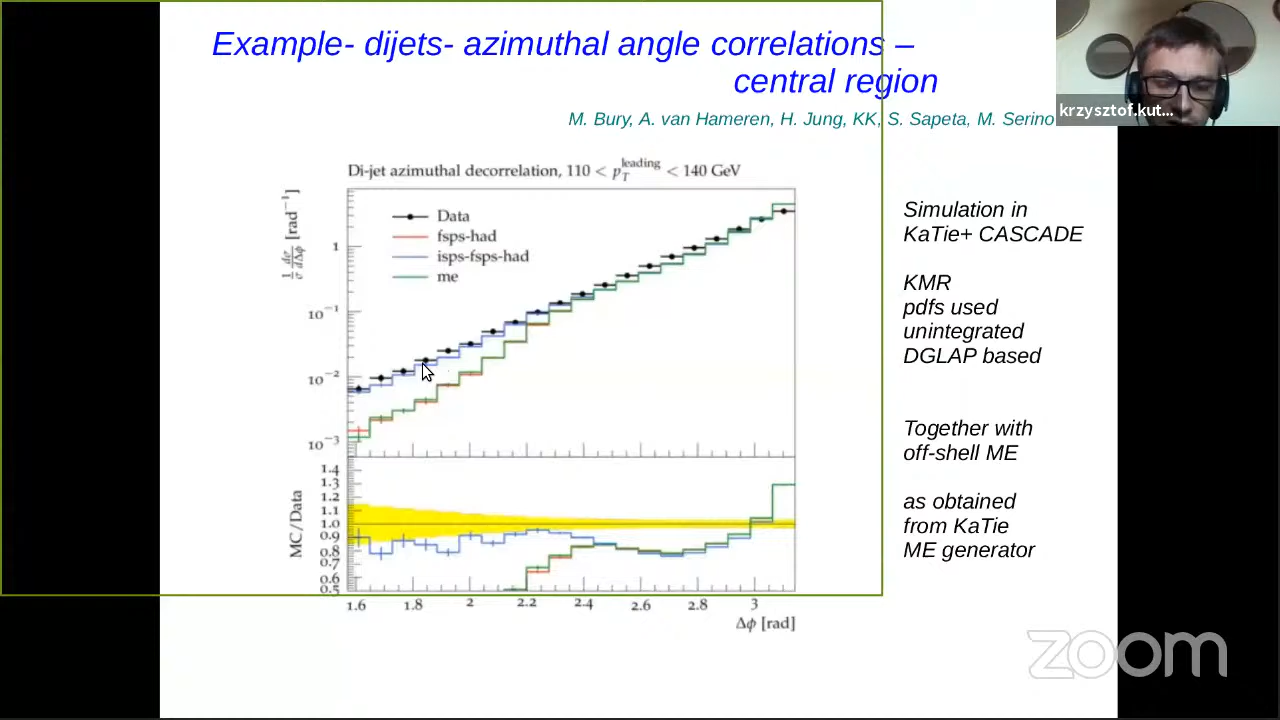 Example- dijets- azimuthal angle correlations –
central region
M. Bury, A. van Hameren, H. Jung, KK, S. Sapeta, M. Serino
krzysztof.kut...
Di-jet azimuthal decorrelation, 110 < p_T^leading < 140 GeV
1/σ dσ/dΔϕ [rad⁻¹]
Data
fsps-had
isps-fsps-had
me
1
10⁻¹
10⁻²
10⁻³
MC/Data
1.4
1.3
1.2
1.1
1.0
0.9
0.8
0.7
0.6
0.5
1.6 1.8 2 2.2 2.4 2.6 2.8 3
Δϕ [rad]
Simulation in
KaTie+ CASCADE
KMR
pdfs used
unintegrated
DGLAP based
Together with
off-shell ME
as obtained
from KaTie
ME generator
zoom